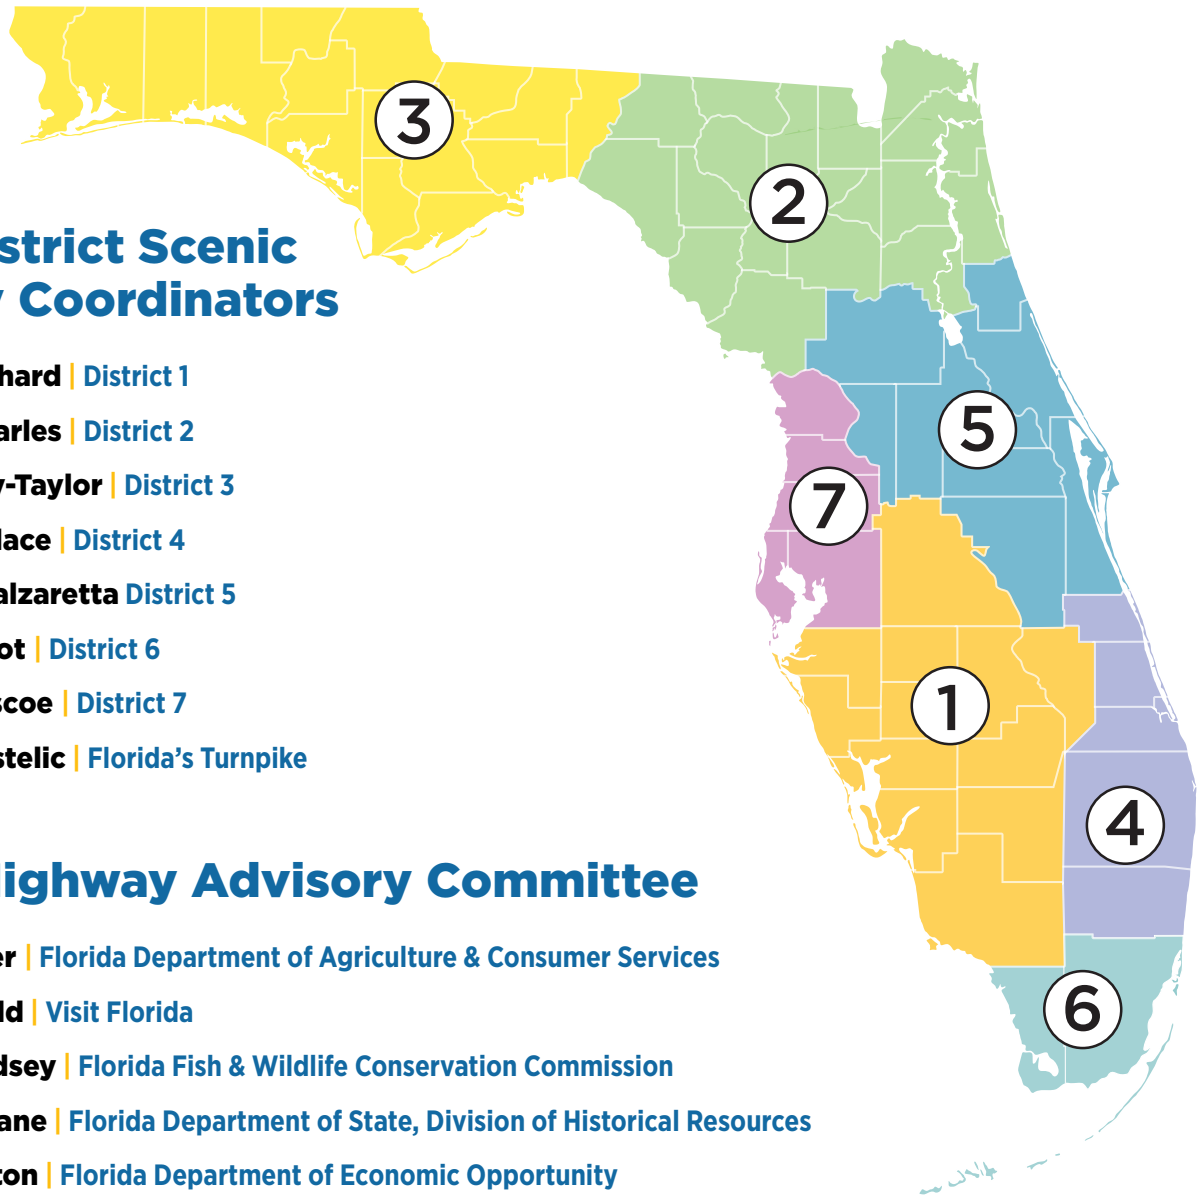 strict Scenic
y Coordinators
hard | District 1
arles | District 2
y-Taylor | District 3
lace | District 4
alzaretta District 5
ot | District 6
scoe | District 7
stelic | Florida’s Turnpike
Highway Advisory Committee
er | Florida Department of Agriculture & Consumer Services
ld | Visit Florida
dsey | Florida Fish & Wildlife Conservation Commission
ane | Florida Department of State, Division of Historical Resources
ton | Florida Department of Economic Opportunity
3
2
5
7
1
4
6